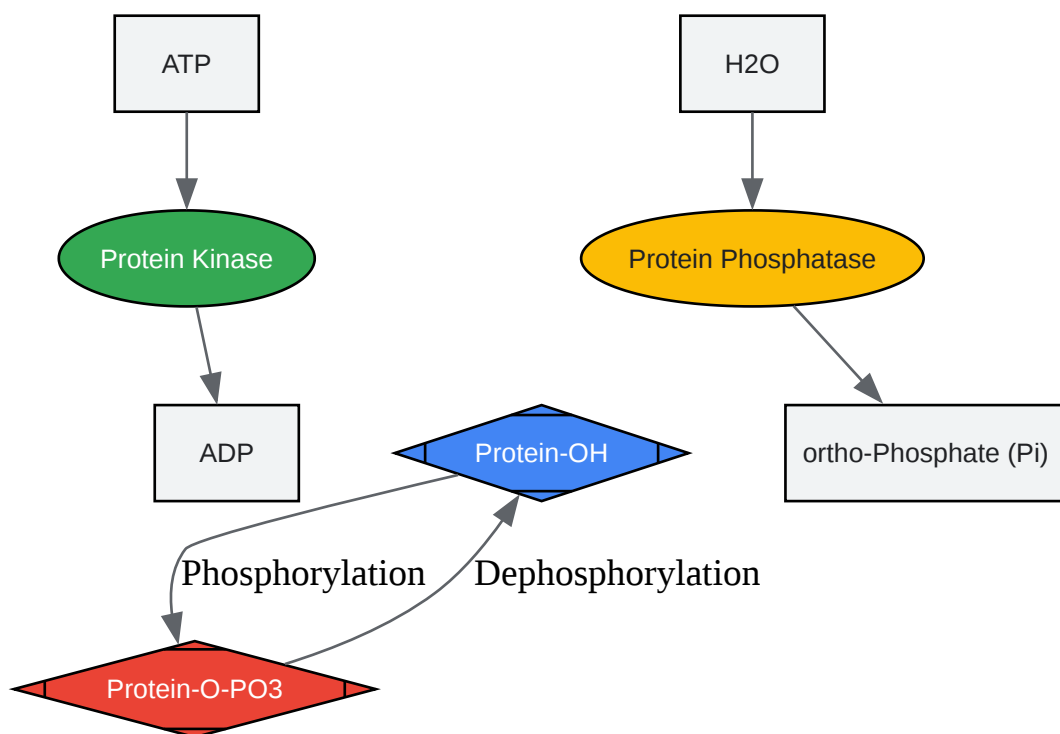 ATP
H2O
Protein Kinase
Protein Phosphatase
ADP
Protein-OH
ortho-Phosphate (Pi)
Phosphorylation
Dephosphorylation
Protein-O-PO3